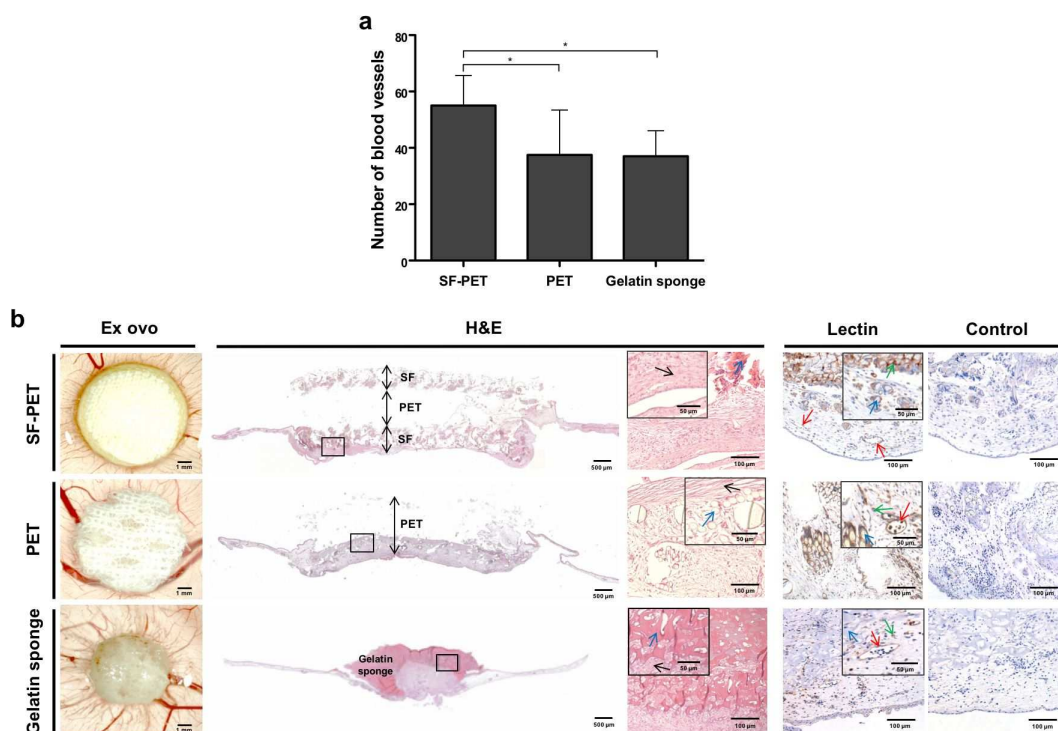 a
80
60
40
20
0
Number of blood vessels
*
*
SF-PET PET Gelatin sponge
b
Ex ovo H&E Lectin Control
SF-PET
1 mm
SF
PET
SF
500 µm
50 µm
100 µm
50 µm
100 µm
100 µm
PET
1 mm
PET
500 µm
50 µm
100 µm
50 µm
100 µm
100 µm
Gelatin sponge
1 mm
Gelatin
sponge
500 µm
50 µm
100 µm
50 µm
100 µm
100 µm